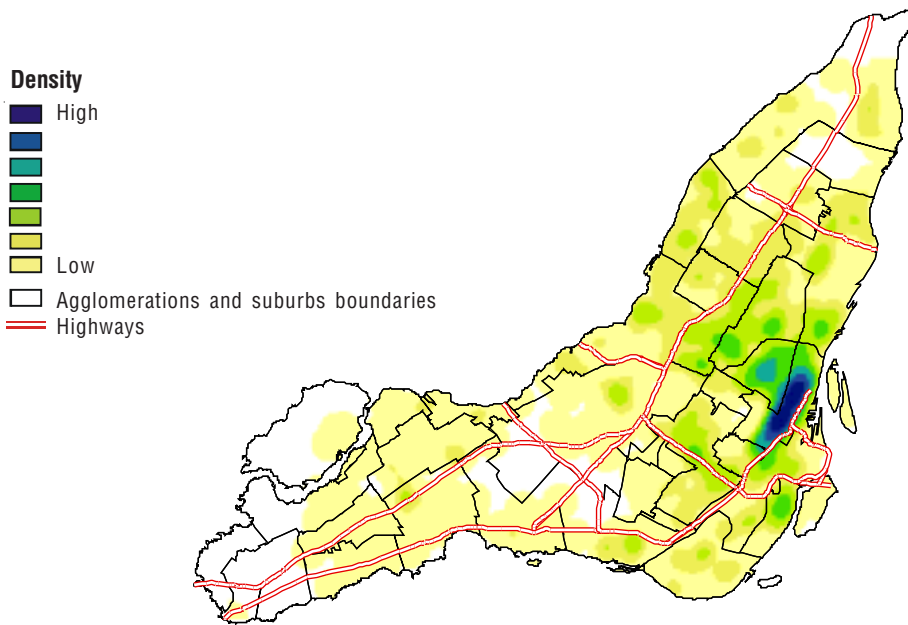 Density
High
Low
Agglomerations and suburbs boundaries
Highways